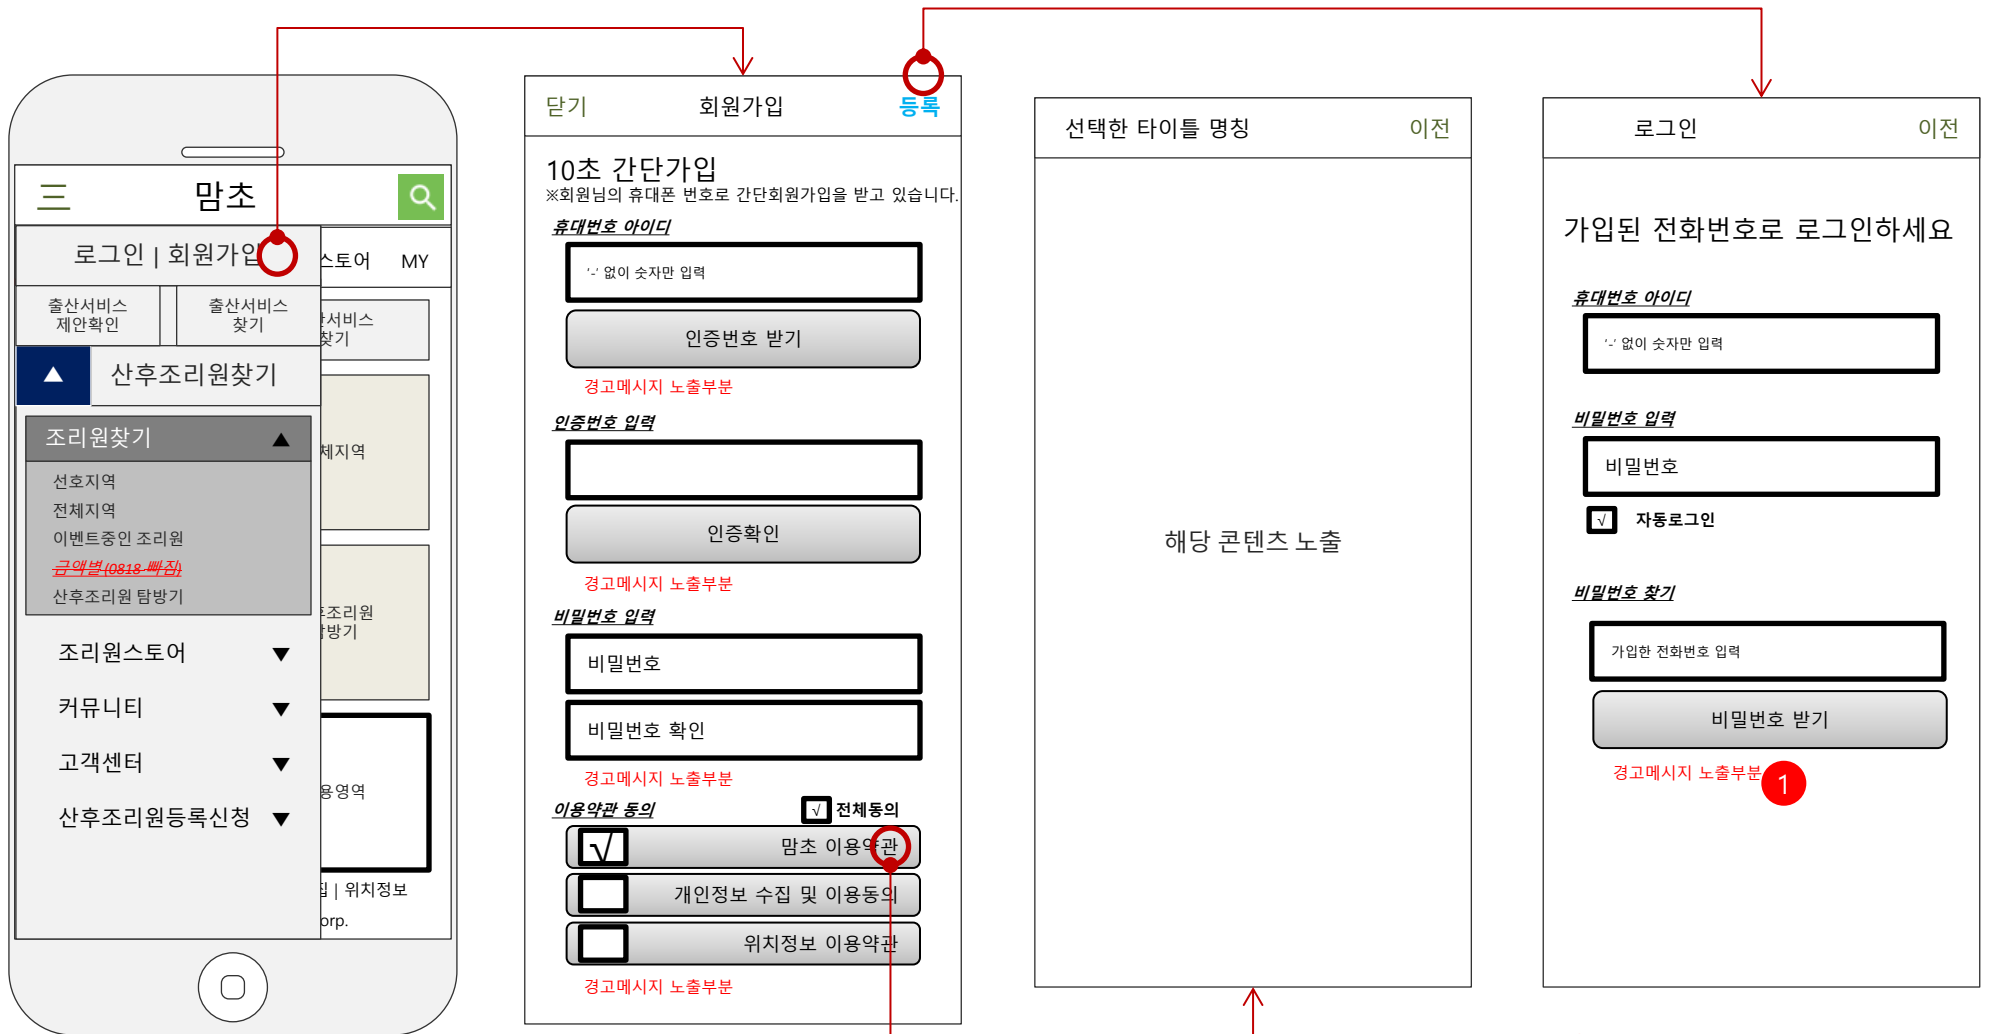 맘초
로그인 | 회원가입
스토어 MY
출산서비스
제안확인
출산서비스
찾기
서비스
찾기
산후조리원찾기
조리원찾기
체지역
선호지역
전체지역
이벤트중인 조리원
금액별(0818-빠짐)
산후조리원 탐방기
조리원
방기
조리원스토어
커뮤니티
고객센터
용영역
산후조리원등록신청
| 위치정보
orp.
닫기 회원가입 등록
10초 간단가입
※회원님의 휴대폰 번호로 간단회원가입을 받고 있습니다.
휴대번호 아이디
'-' 없이 숫자만 입력
인증번호 받기
경고메시지 노출부분
인증번호 입력
인증확인
경고메시지 노출부분
비밀번호 입력
비밀번호
비밀번호 확인
경고메시지 노출부분
이용약관 동의 √ 전체동의
√ 맘초 이용약관
개인정보 수집 및 이용동의
위치정보 이용약관
경고메시지 노출부분
선택한 타이틀 명칭 이전
해당 콘텐츠 노출
로그인 이전
가입된 전화번호로 로그인하세요
휴대번호 아이디
'-' 없이 숫자만 입력
비밀번호 입력
비밀번호
√ 자동로그인
비밀번호 찾기
가입한 전화번호 입력
비밀번호 받기
경고메시지 노출부분 1